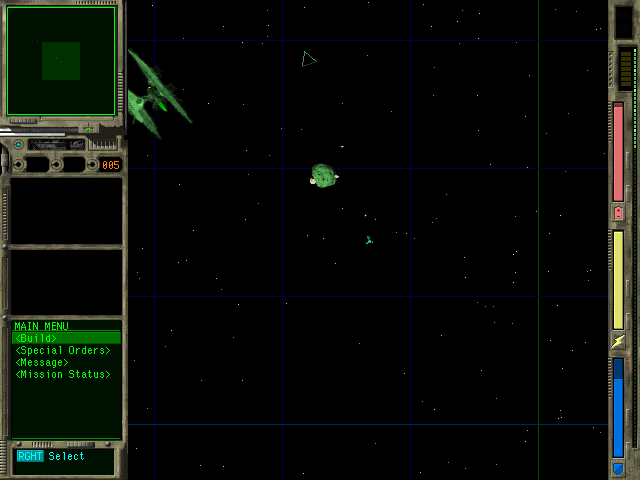 005
MAIN MENU
<Build>
<Special Orders>
<Message>
<Mission Status>
RGHT Select